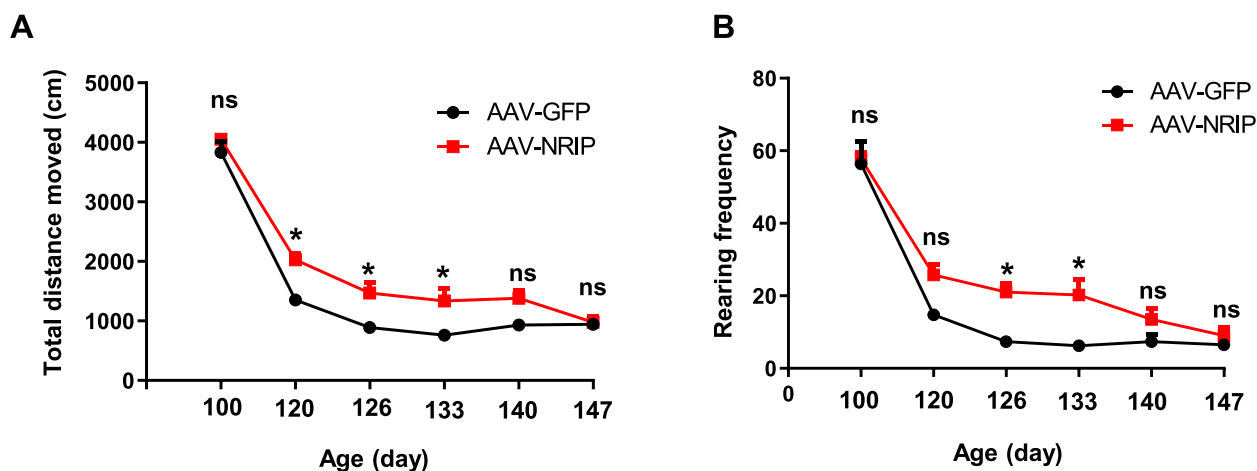 A
Total distance moved (cm)
5000
4000
3000
2000
1000
0
ns
*
*
*
ns
ns
AAV-GFP
AAV-NRIP
100
120
126
133
140
147
Age (day)
B
Rearing frequency
80
60
40
20
0
ns
ns
*
*
ns
ns
AAV-GFP
AAV-NRIP
0
100
120
126
133
140
147
Age (day)